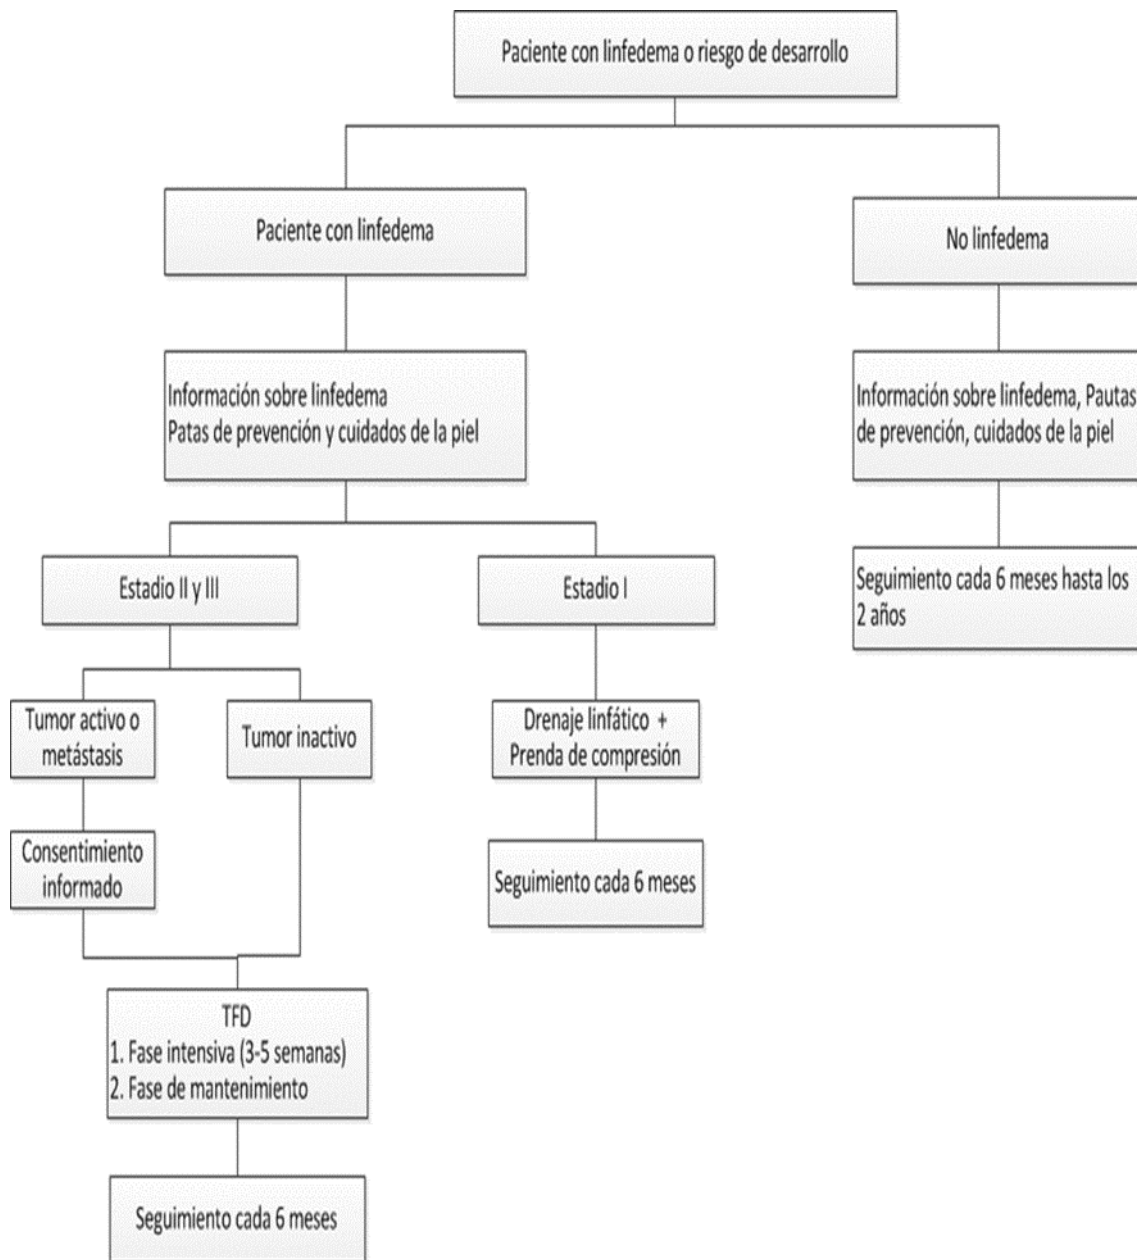 Paciente con linfedema o riesgo de desarrollo
Paciente con linfedema
No linfedema
Información sobre linfedema
Patas de prevención y cuidados de la piel
Información sobre linfedema, Pautas
de prevención, cuidados de la piel
Estadio II y III
Estadio I
Seguimiento cada 6 meses hasta los
2 años
Tumor activo o
metástasis
Tumor inactivo
Drenaje linfático +
Prenda de compresión
Consentimiento
informado
Seguimiento cada 6 meses
TFD
1. Fase intensiva (3-5 semanas)
2. Fase de mantenimiento
Seguimiento cada 6 meses